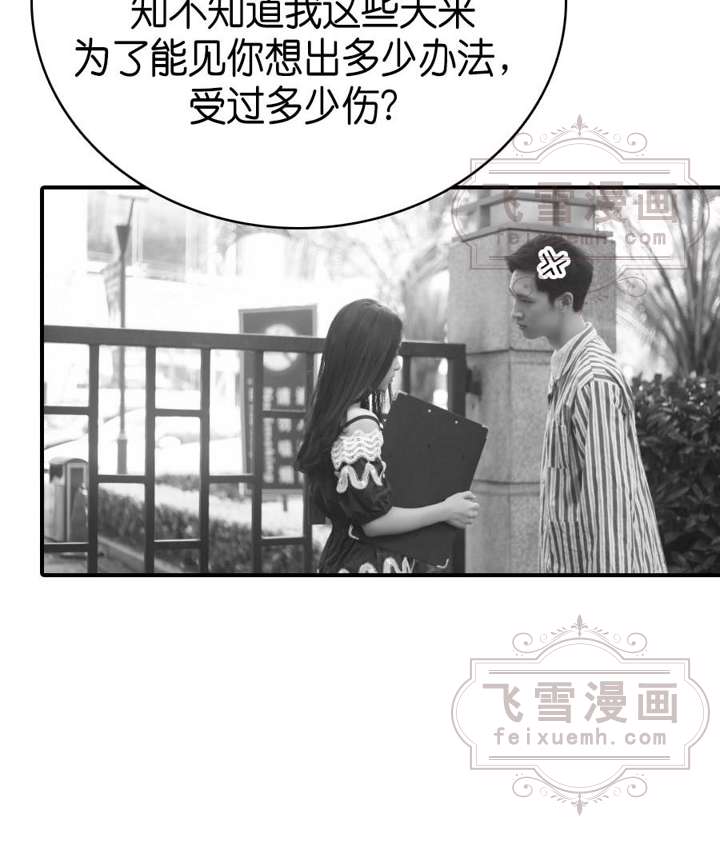 知不知道我这些天来
为了能见你想出多少办法，
受过多少伤？
飞雪漫画
feixuemh.com
飞雪漫画
feixuemh.com